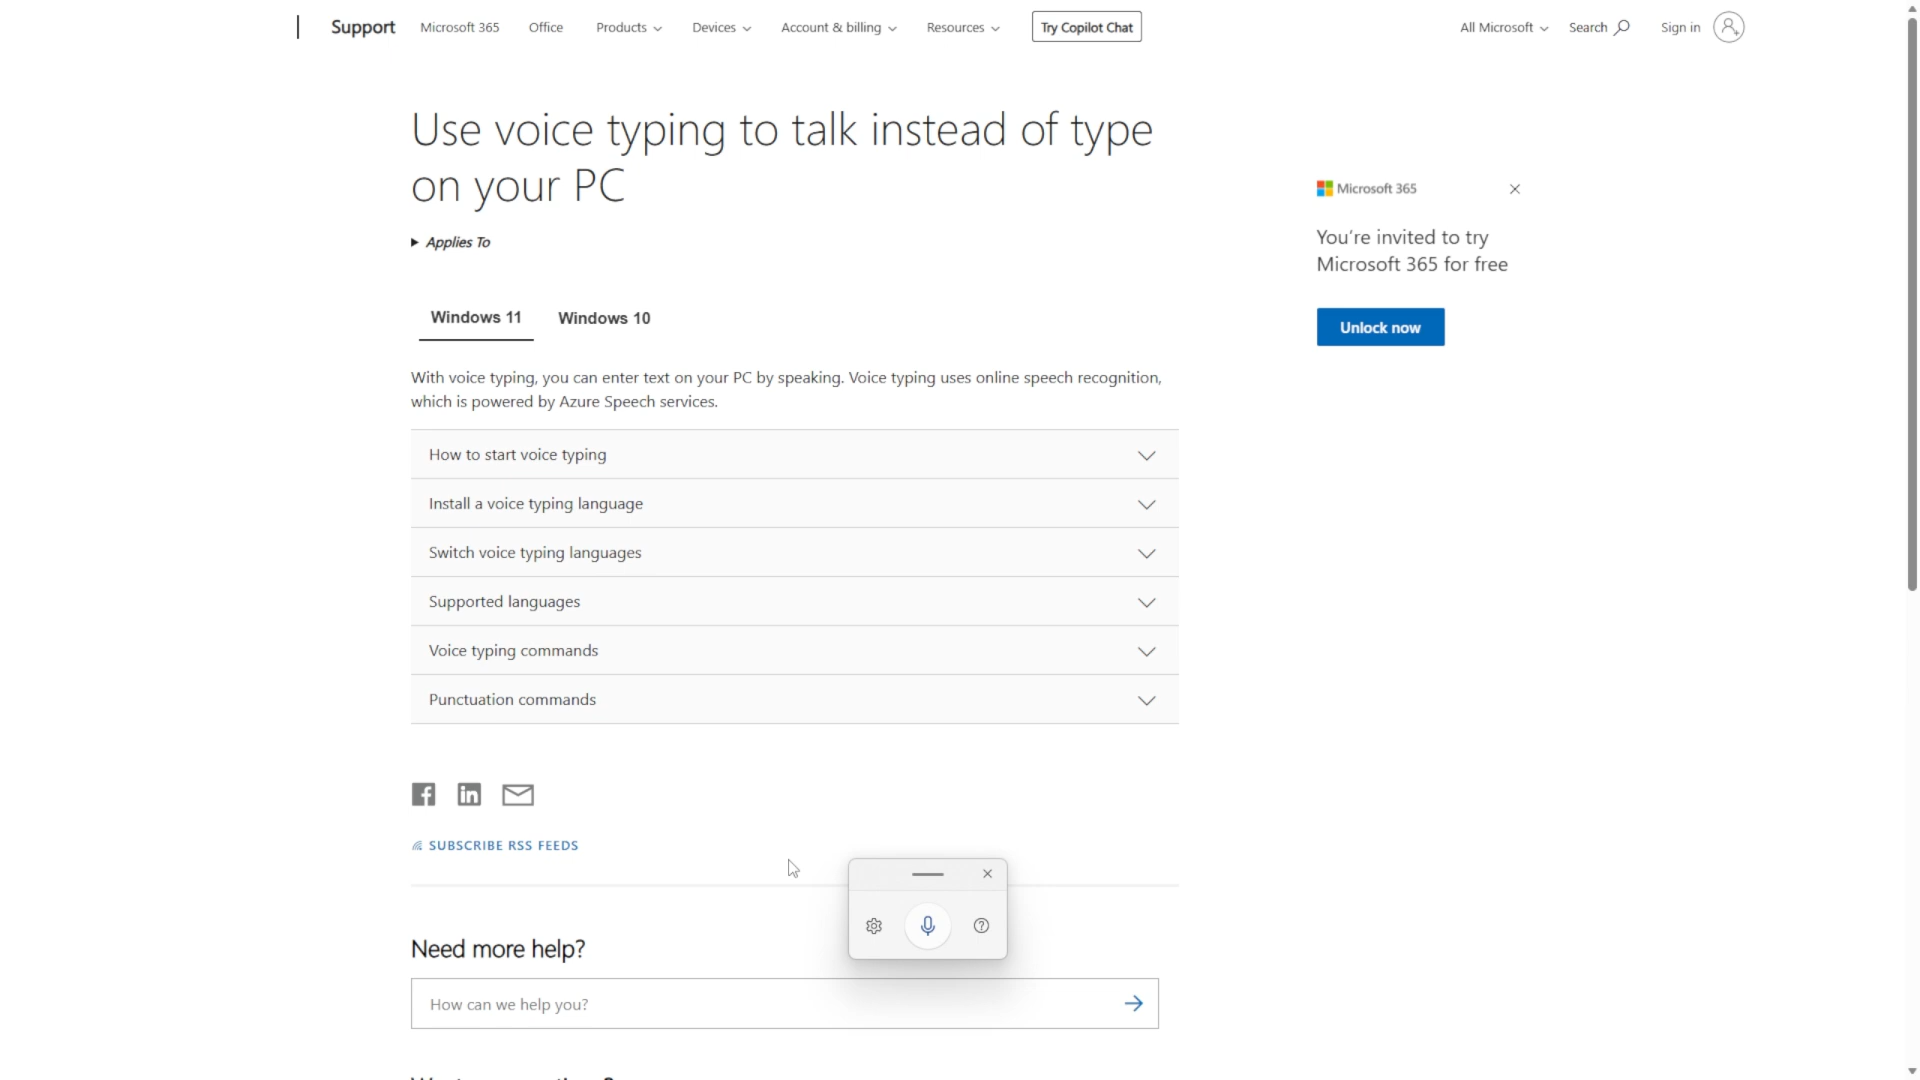 Support Microsoft 365 Office Products Devices Account & billing Resources Try Copilot Chat All Microsoft Search Sign in
Use voice typing to talk instead of type
on your PC
Applies To
Microsoft 365
You're invited to try
Microsoft 365 for free
Unlock now
Windows 11 Windows 10
With voice typing, you can enter text on your PC by speaking. Voice typing uses online speech recognition,
which is powered by Azure Speech services.
How to start voice typing
Install a voice typing language
Switch voice typing languages
Supported languages
Voice typing commands
Punctuation commands
SUBSCRIBE RSS FEEDS
Need more help?
How can we help you?